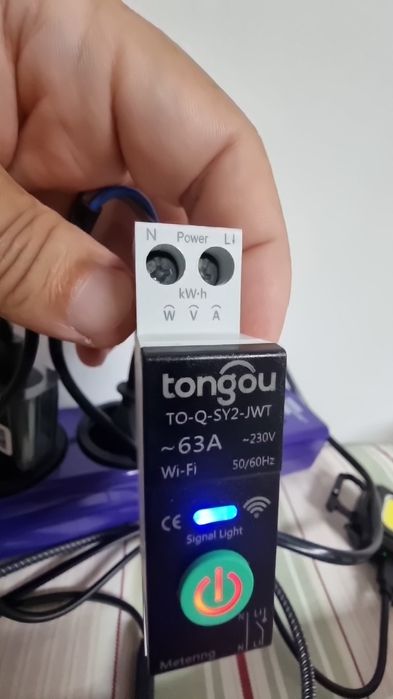 N Power L↓
kW·h
W V A
tongou
TO-Q-SY2-JWT
~63A ~230V
Wi-Fi 50/60Hz
CE
Signal Light
N L↓
N L↓
Metering